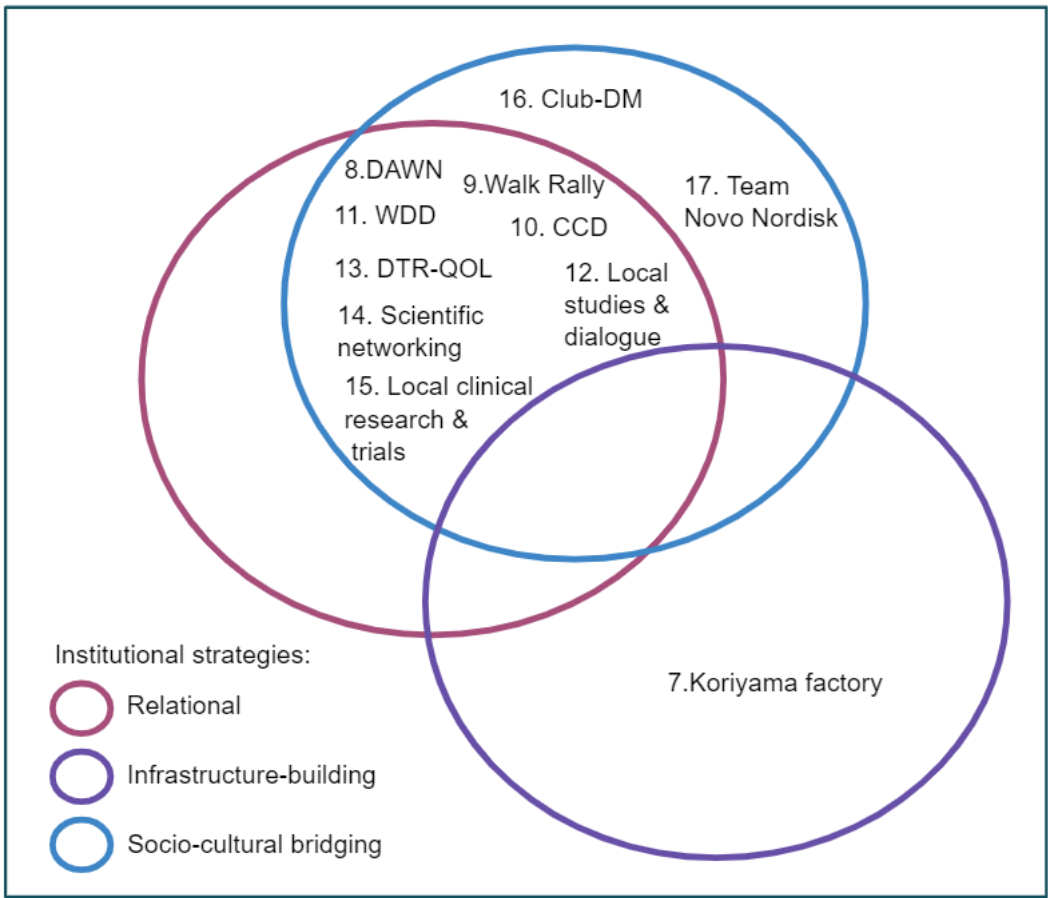 16. Club-DM
8.DAWN
9.Walk Rally
17. Team
Novo Nordisk
11. WDD
10. CCD
13. DTR-QOL
12. Local
studies &
dialogue
14. Scientific
networking
15. Local clinical
research &
trials
7.Koriyama factory
Institutional strategies:
Relational
Infrastructure-building
Socio-cultural bridging